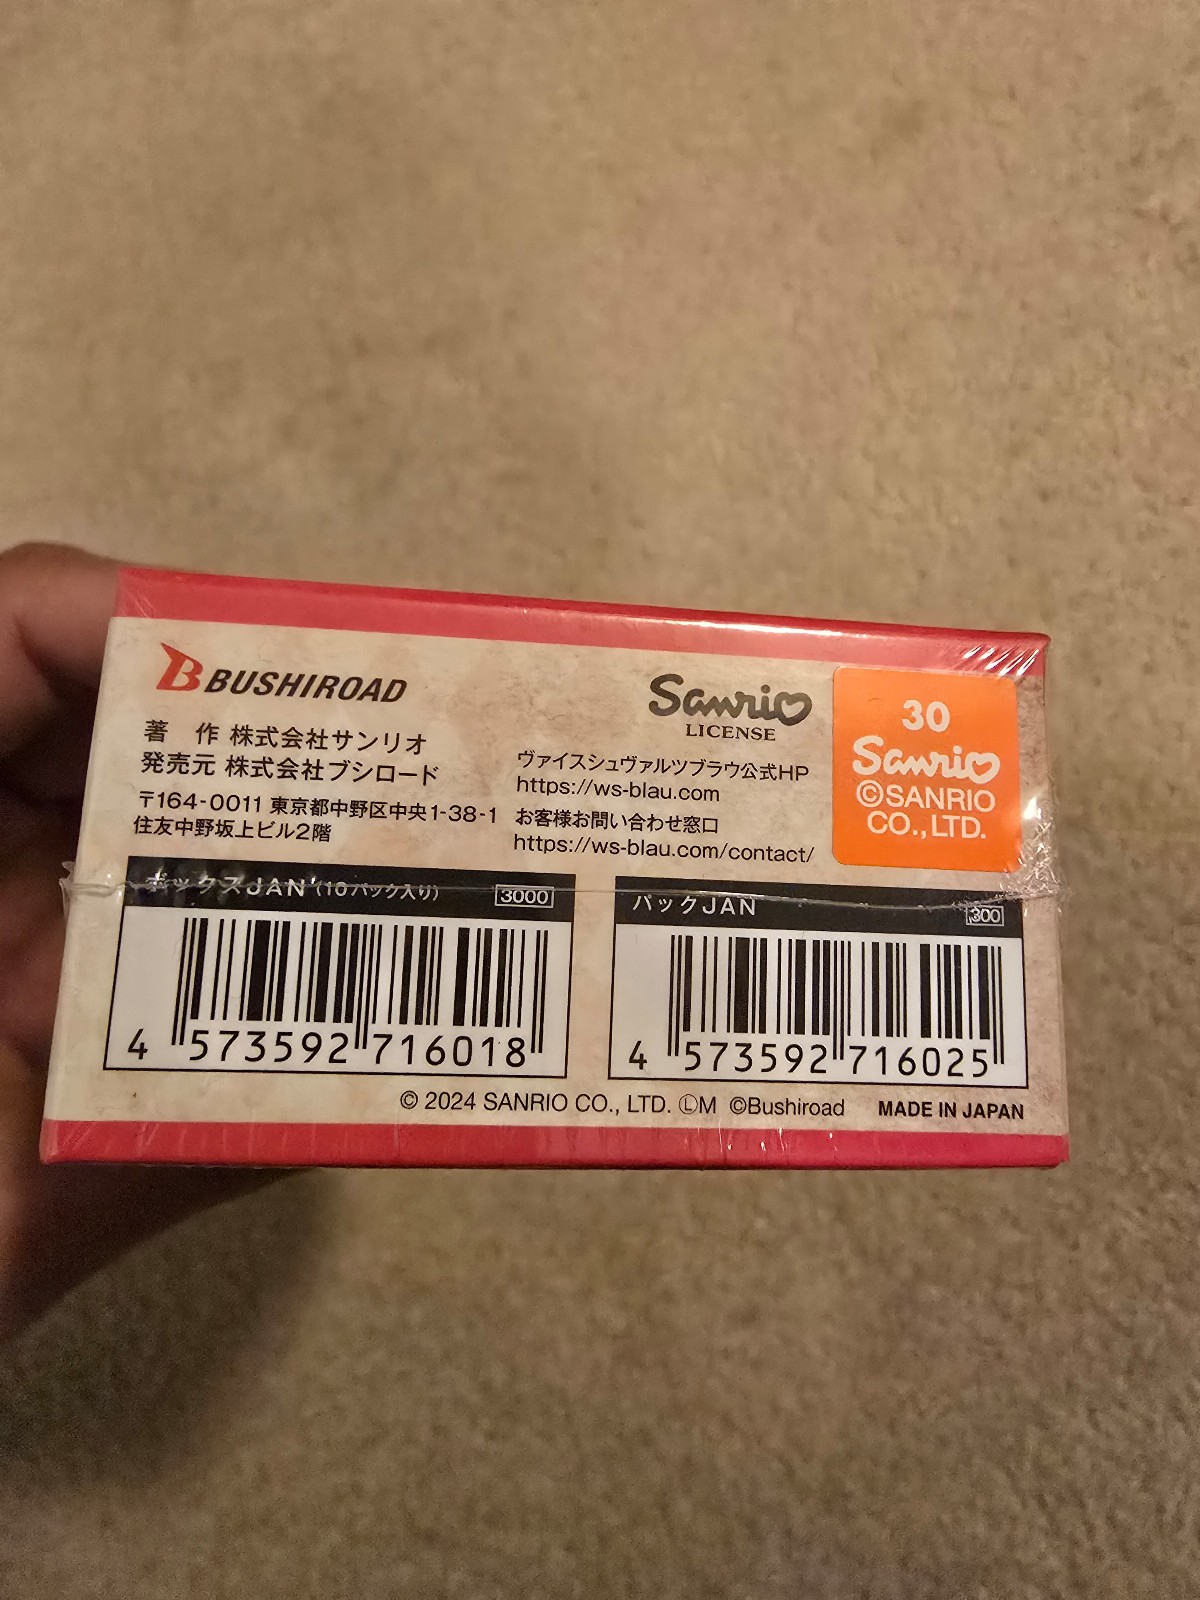 BUSHIROAD
著 作 株式会社サンリオ
発売元 株式会社ブシロード
〒164-0011 東京都中野区中央1-38-1
住友中野坂上ビル2階
Sanrio
LICENSE
ヴァイスシュヴァルツブラウ公式HP
https://ws-blau.com
お客様お問い合わせ窓口
https://ws-blau.com/contact/
30
Sanrio
©SANRIO
CO., LTD.
ボックスJAN (10パック入り) 3000
4 573592 716018
パックJAN 300
4 573592 716025
© 2024 SANRIO CO., LTD. ⓁM ©Bushiroad MADE IN JAPAN